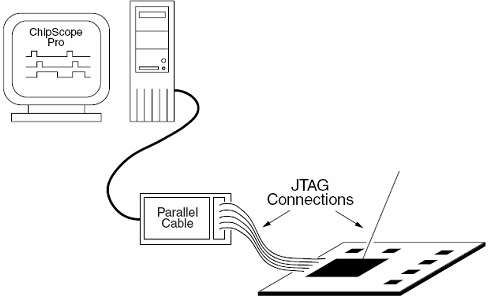 ChipScope
Pro
Parallel
Cable
JTAG
Connections